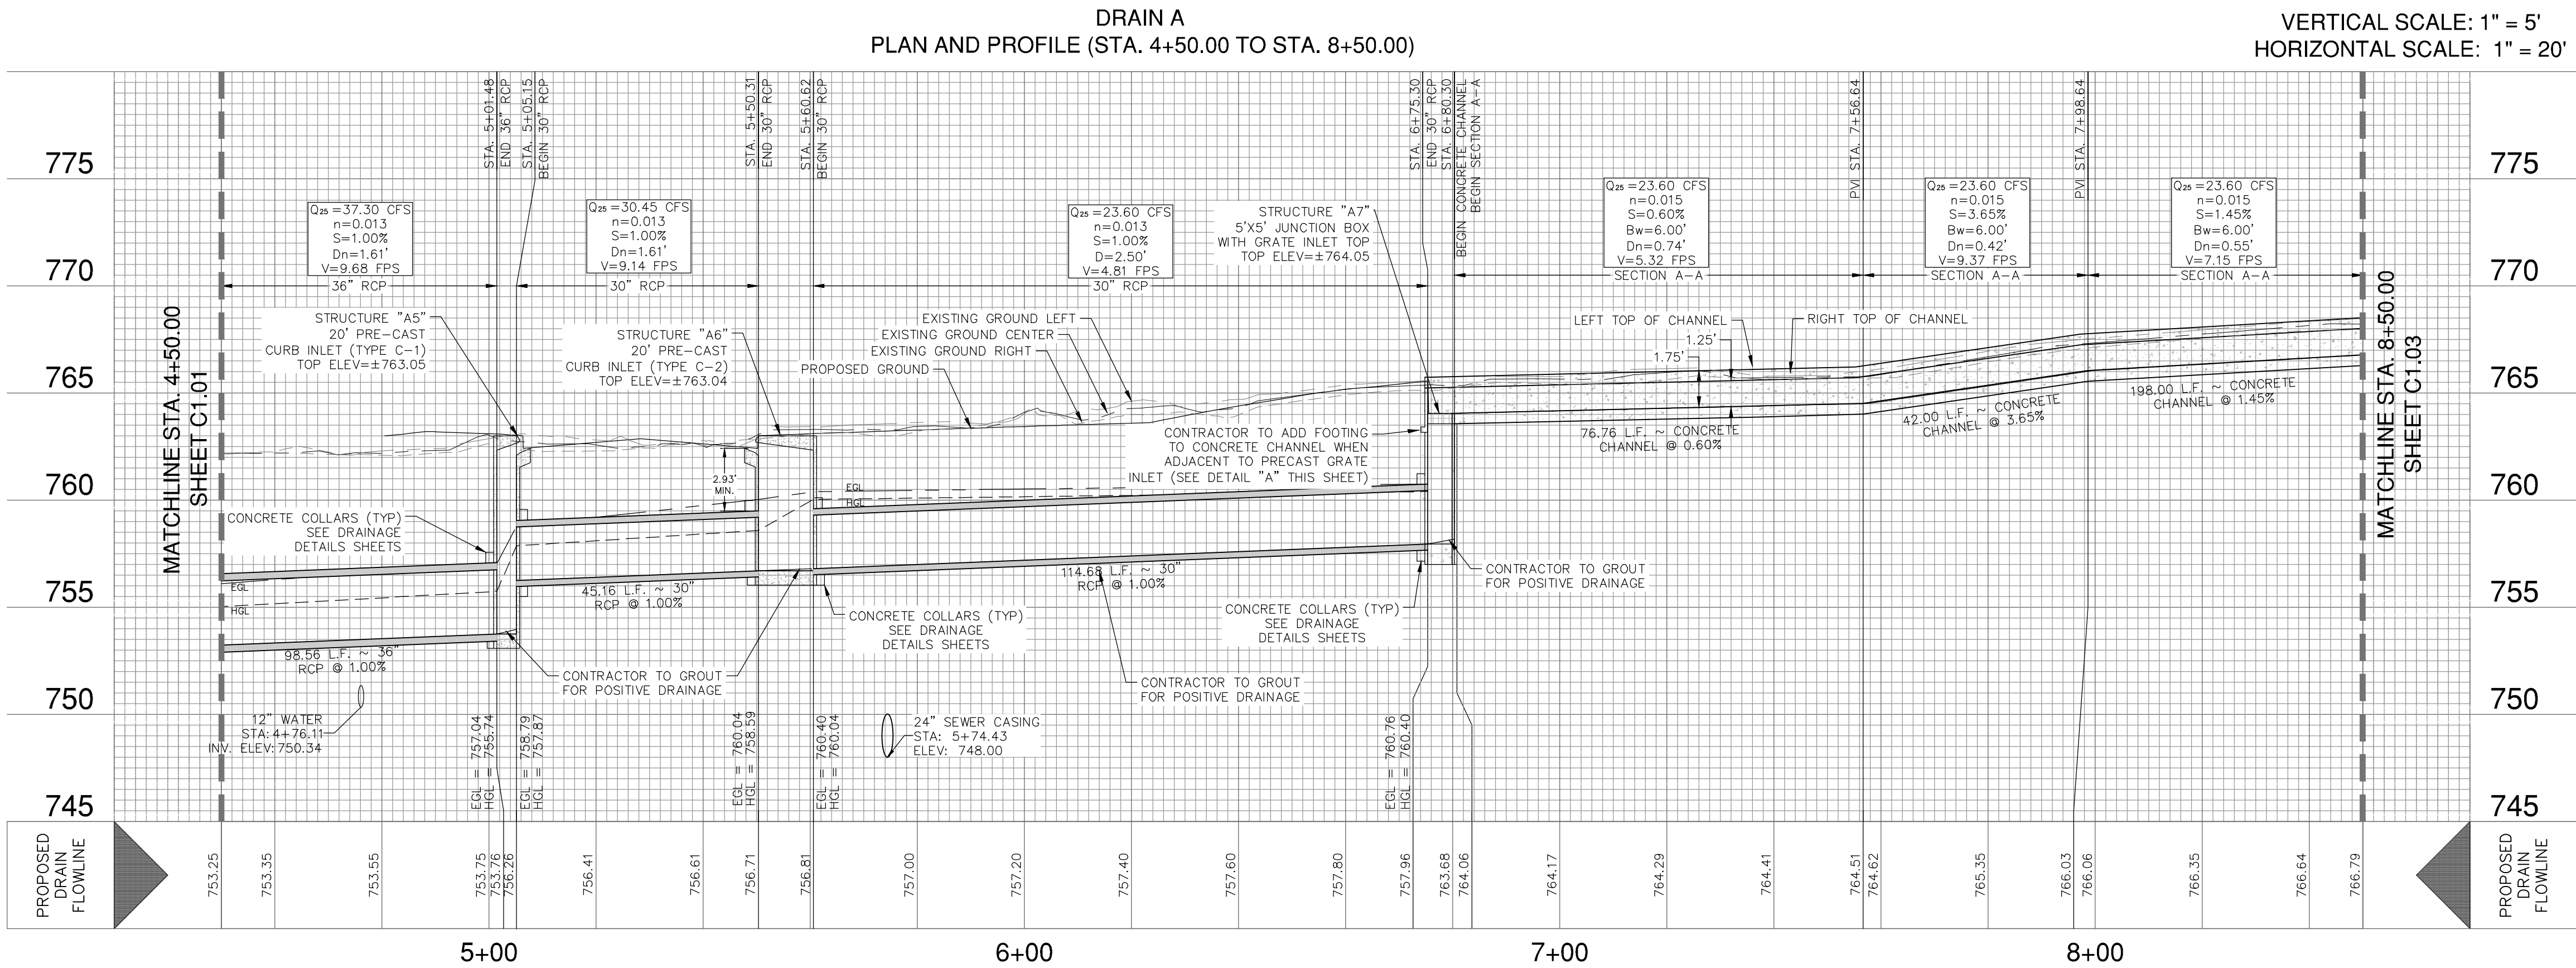 DRAIN A
PLAN AND PROFILE (STA. 4+50.00 TO STA. 8+50.00)
VERTICAL SCALE: 1" = 5'
HORIZONTAL SCALE: 1" = 20'
775
770
765
760
755
750
745
775
770
765
760
755
750
745
MATCHLINE STA. 4+50.00
SHEET C1.01
MATCHLINE STA. 8+50.00
SHEET C1.03
STA. 5+01.48
END 36" RCP
STA. 5+05.15
BEGIN 30" RCP
STA. 5+50.31
END 30" RCP
STA. 5+60.62
BEGIN 30" RCP
STA. 6+75.30
END 30" RCP
STA. 6+80.30
BEGIN CONCRETE CHANNEL
BEGIN SECTION A-A
PVI STA. 7+56.64
PVI STA. 7+98.64
Q25 =37.30 CFS
n=0.013
S=1.00%
Dn=1.61'
V=9.68 FPS
36" RCP
Q25 =30.45 CFS
n=0.013
S=1.00%
Dn=1.61'
V=9.14 FPS
30" RCP
Q25 =23.60 CFS
n=0.013
S=1.00%
D=2.50'
V=4.81 FPS
30" RCP
Q25 =23.60 CFS
n=0.015
S=0.60%
Bw=6.00'
Dn=0.74'
V=5.32 FPS
SECTION A-A
Q25 =23.60 CFS
n=0.015
S=3.65%
Bw=6.00'
Dn=0.42'
V=9.37 FPS
SECTION A-A
Q25 =23.60 CFS
n=0.015
S=1.45%
Bw=6.00'
Dn=0.55'
V=7.15 FPS
SECTION A-A
STRUCTURE "A5"
20' PRE-CAST
CURB INLET (TYPE C-1)
TOP ELEV=±763.05
STRUCTURE "A6"
20' PRE-CAST
CURB INLET (TYPE C-2)
TOP ELEV=±763.04
STRUCTURE "A7"
5'X5' JUNCTION BOX
WITH GRATE INLET TOP
TOP ELEV=±764.05
EXISTING GROUND LEFT
EXISTING GROUND CENTER
EXISTING GROUND RIGHT
PROPOSED GROUND
LEFT TOP OF CHANNEL
RIGHT TOP OF CHANNEL
1.25'
1.75'
CONTRACTOR TO ADD FOOTING
TO CONCRETE CHANNEL WHEN
ADJACENT TO PRECAST GRATE
INLET (SEE DETAIL "A" THIS SHEET)
76.76 L.F. ~ CONCRETE
CHANNEL @ 0.60%
42.00 L.F. ~ CONCRETE
CHANNEL @ 3.65%
198.00 L.F. ~ CONCRETE
CHANNEL @ 1.45%
2.93'
MIN.
EGL
HGL
CONCRETE COLLARS (TYP)
SEE DRAINAGE
DETAILS SHEETS
EGL
HGL
45.16 L.F. ~ 30"
RCP @ 1.00%
114.68 L.F. ~ 30"
RCP @ 1.00%
98.56 L.F. ~ 36"
RCP @ 1.00%
CONTRACTOR TO GROUT
FOR POSITIVE DRAINAGE
CONCRETE COLLARS (TYP)
SEE DRAINAGE
DETAILS SHEETS
CONCRETE COLLARS (TYP)
SEE DRAINAGE
DETAILS SHEETS
CONTRACTOR TO GROUT
FOR POSITIVE DRAINAGE
CONTRACTOR TO GROUT
FOR POSITIVE DRAINAGE
12" WATER
STA: 4+76.11
INV. ELEV: 750.34
24" SEWER CASING
STA: 5+74.43
ELEV: 748.00
EGL = 757.04
HGL = 755.74
EGL = 758.79
HGL = 757.87
EGL = 760.04
HGL = 758.59
EGL = 760.40
HGL = 760.04
EGL = 760.76
HGL = 760.40
PROPOSED
DRAIN
FLOWLINE
753.25
753.35
753.55
753.75
753.76
756.26
756.41
756.61
756.71
756.81
757.00
757.20
757.40
757.60
757.80
757.96
763.68
764.06
764.17
764.29
764.41
764.51
764.62
765.35
766.03
766.06
766.35
766.64
766.79
PROPOSED
DRAIN
FLOWLINE
5+00
6+00
7+00
8+00